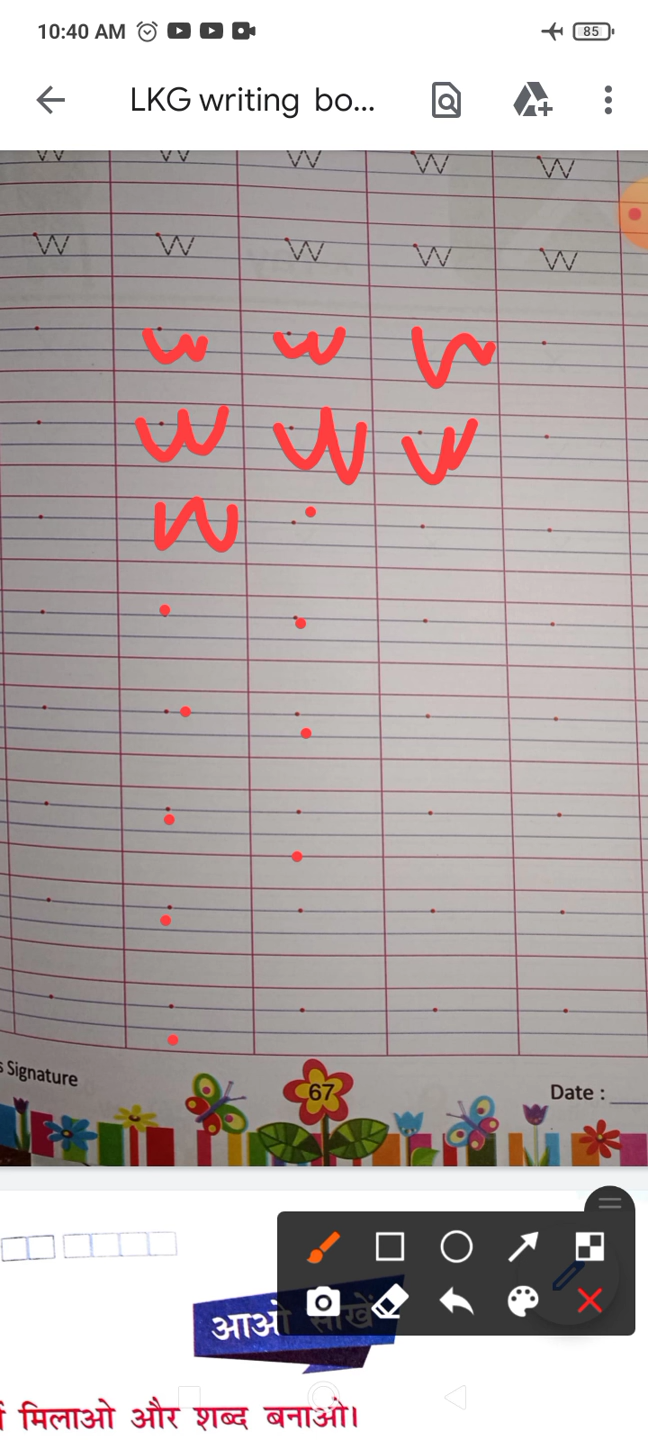 10:40 AM 85
LKG writing bo...
w w w w w
w w w w w
w w w
w w w
w
s Signature
67
Date :
आओ
मिलाओ और शब्द बनाओ।